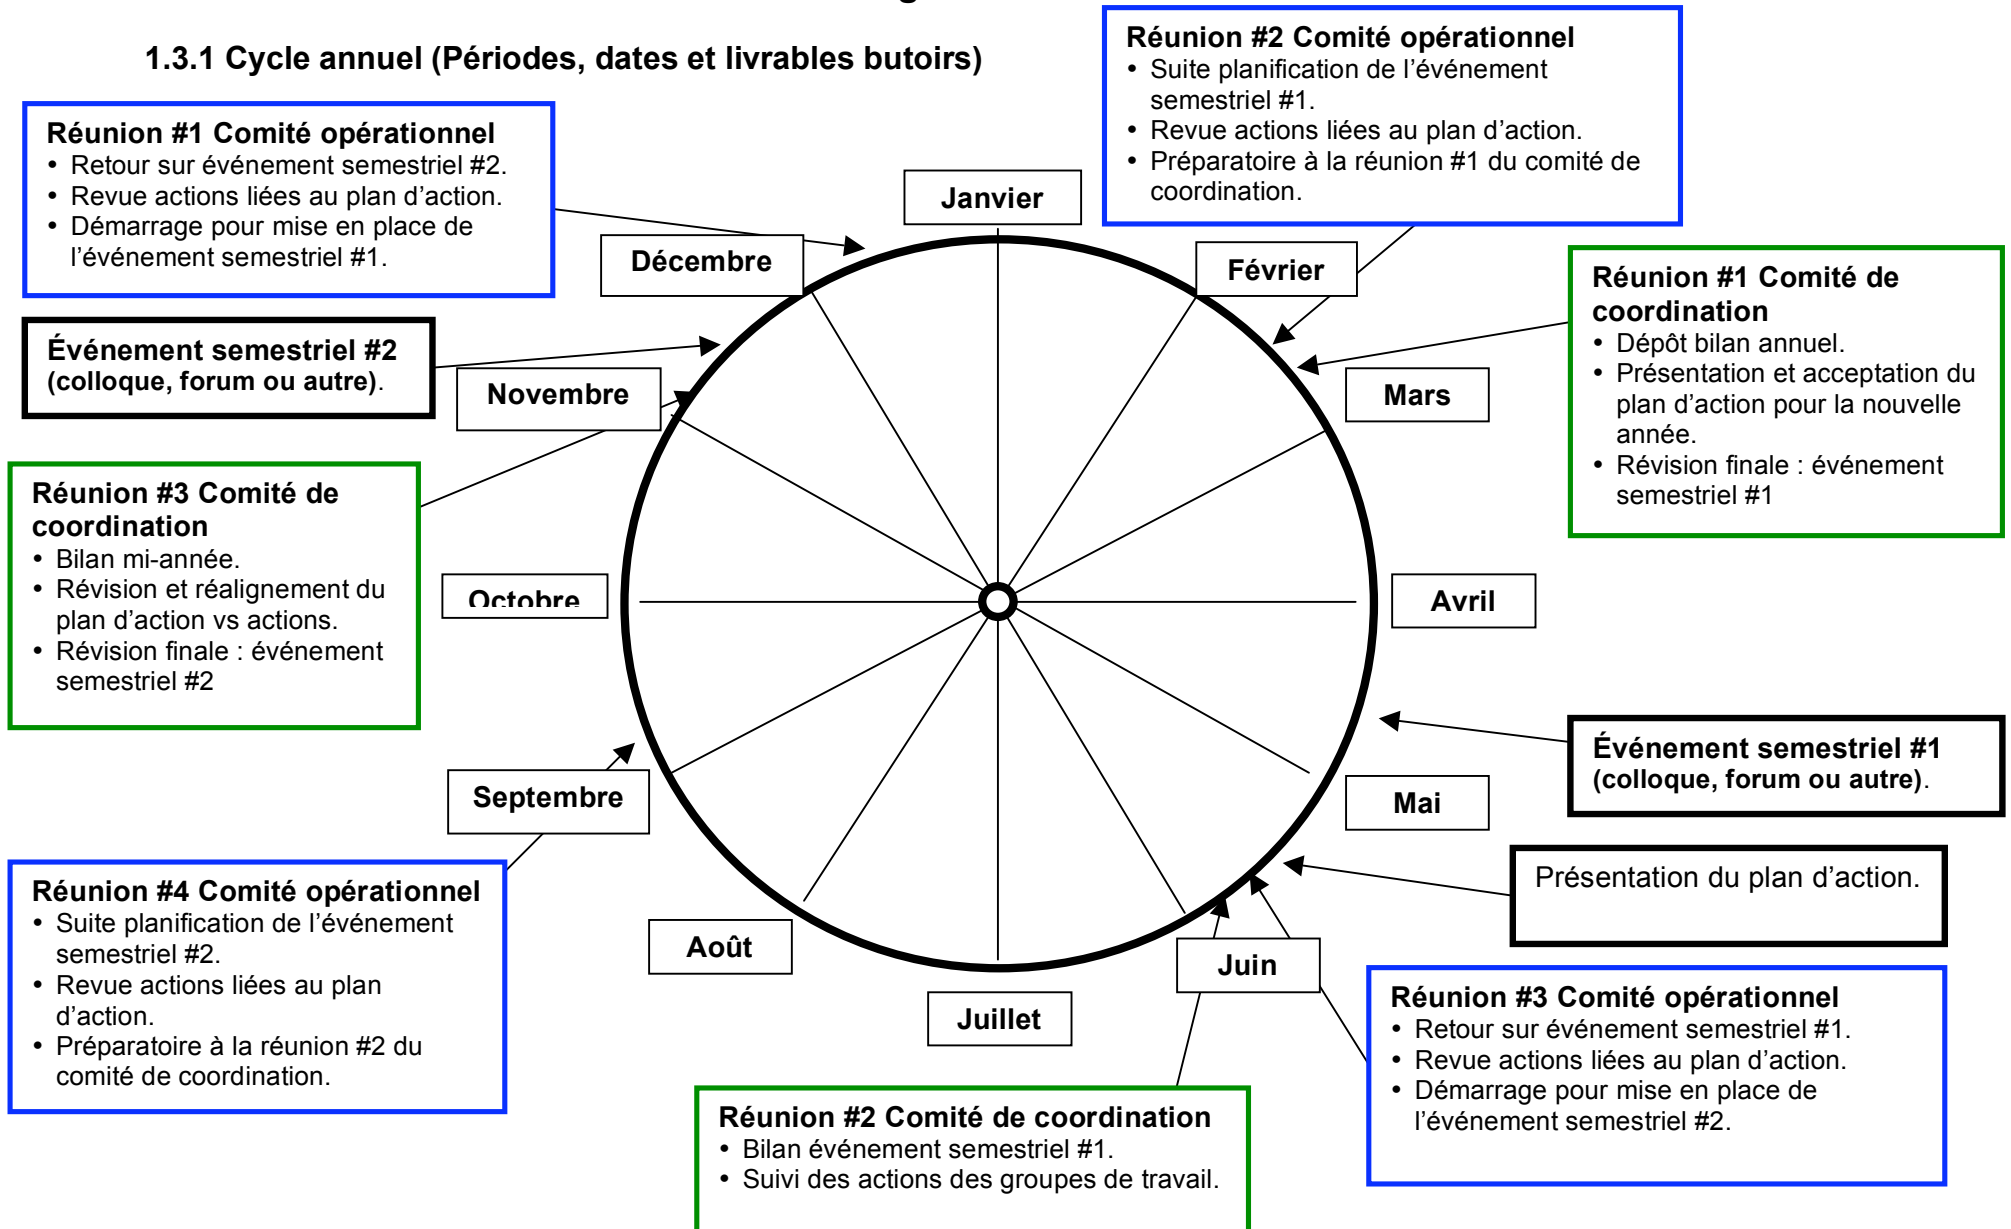 1.3.1 Cycle annuel (Périodes, dates et livrables butoirs)
Réunion #1 Comité opérationnel
• Retour sur événement semestriel #2.
• Revue actions liées au plan d’action.
• Démarrage pour mise en place de
l’événement semestriel #1.
Réunion #2 Comité opérationnel
• Suite planification de l’événement
semestriel #1.
• Revue actions liées au plan d’action.
• Préparatoire à la réunion #1 du comité de
coordination.
Janvier
Décembre
Février
Réunion #1 Comité de
coordination
• Dépôt bilan annuel.
• Présentation et acceptation du
plan d’action pour la nouvelle
année.
• Révision finale : événement
semestriel #1
Événement semestriel #2
(colloque, forum ou autre).
Novembre
Mars
Réunion #3 Comité de
coordination
• Bilan mi-année.
• Révision et réalignement du
plan d’action vs actions.
• Révision finale : événement
semestriel #2
Octobre
Avril
Événement semestriel #1
(colloque, forum ou autre).
Septembre
Mai
Présentation du plan d’action.
Réunion #4 Comité opérationnel
• Suite planification de l’événement
semestriel #2.
• Revue actions liées au plan
d’action.
• Préparatoire à la réunion #2 du
comité de coordination.
Août
Juin
Juillet
Réunion #3 Comité opérationnel
• Retour sur événement semestriel #1.
• Revue actions liées au plan d’action.
• Démarrage pour mise en place de
l’événement semestriel #2.
Réunion #2 Comité de coordination
• Bilan événement semestriel #1.
• Suivi des actions des groupes de travail.